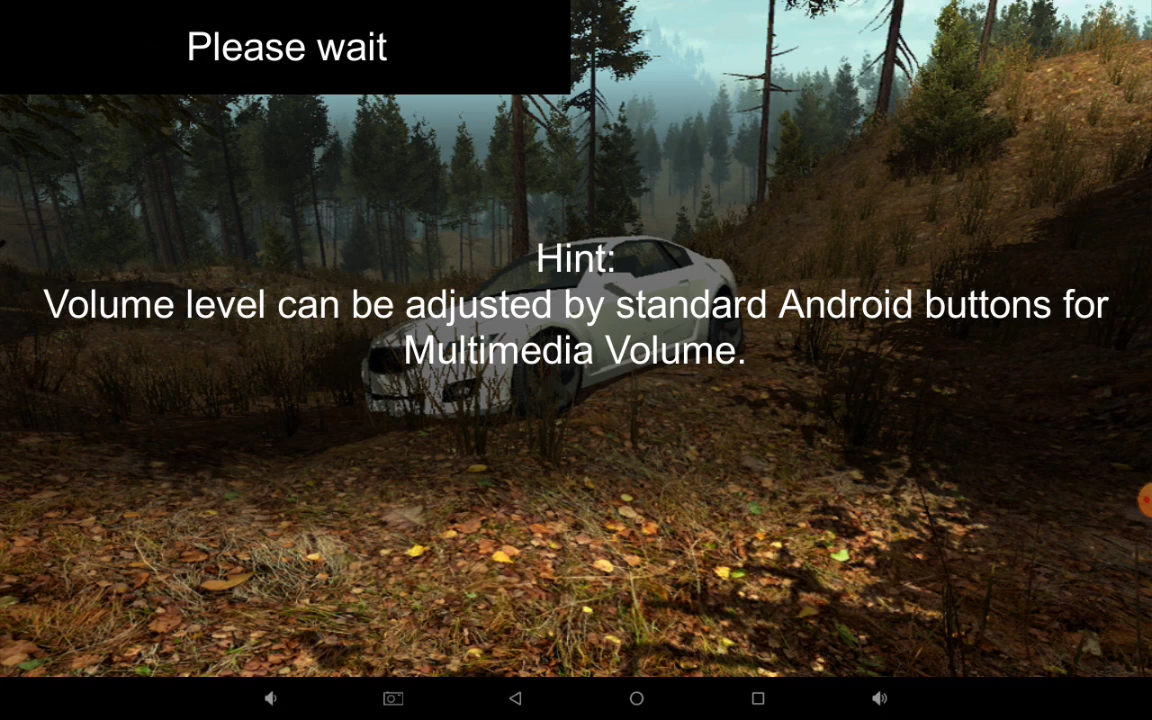 Please wait
Hint:
Volume level can be adjusted by standard Android buttons for
Multimedia Volume.